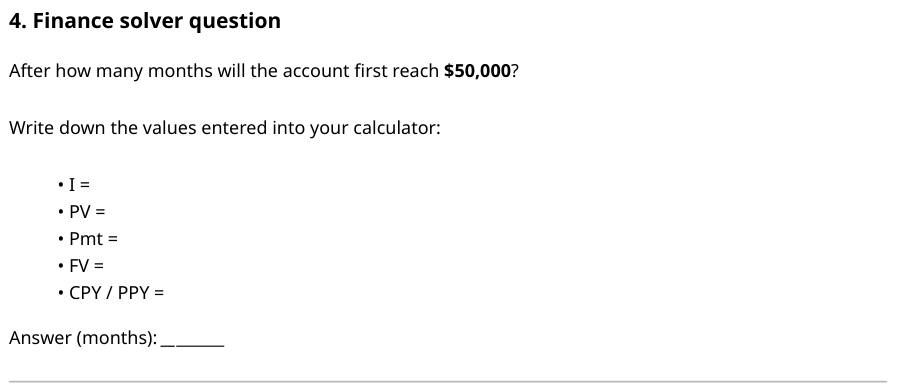 4. Finance solver question
After how many months will the account first reach $50,000?
Write down the values entered into your calculator:
• I =
• PV =
• Pmt =
• FV =
• CPY / PPY =
Answer (months): _______